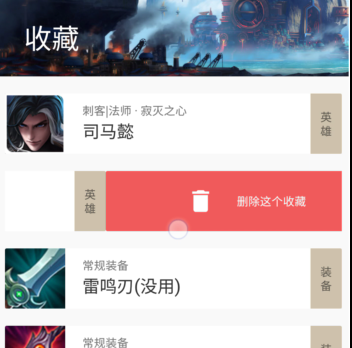 收藏
刺客|法师 · 寂灭之心
司马懿
英雄
英雄
删除这个收藏
常规装备
雷鸣刃(没用)
装备
常规装备
装